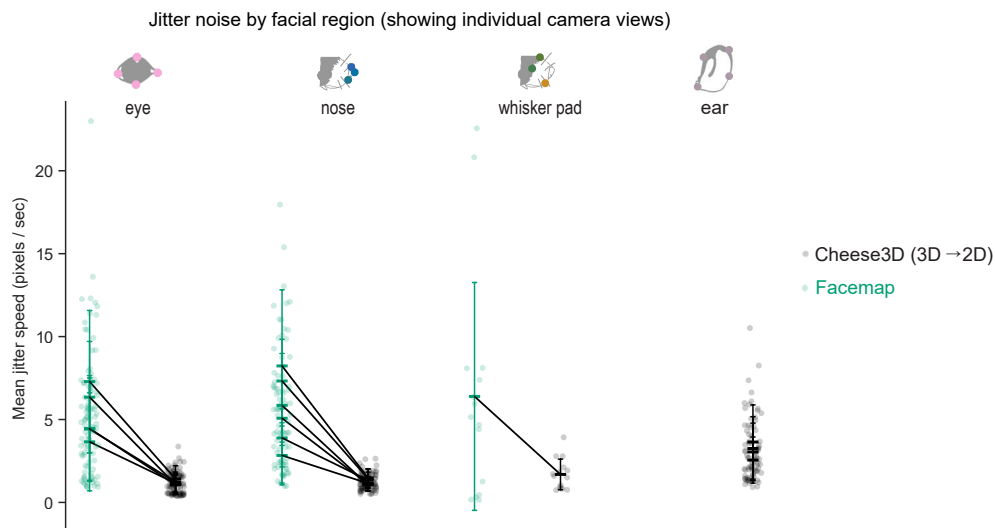 Jitter noise by facial region (showing individual camera views)
eye
nose
whisker pad
ear
Mean jitter speed (pixels / sec)
20
15
10
5
0
Cheese3D (3D→2D)
Facemap